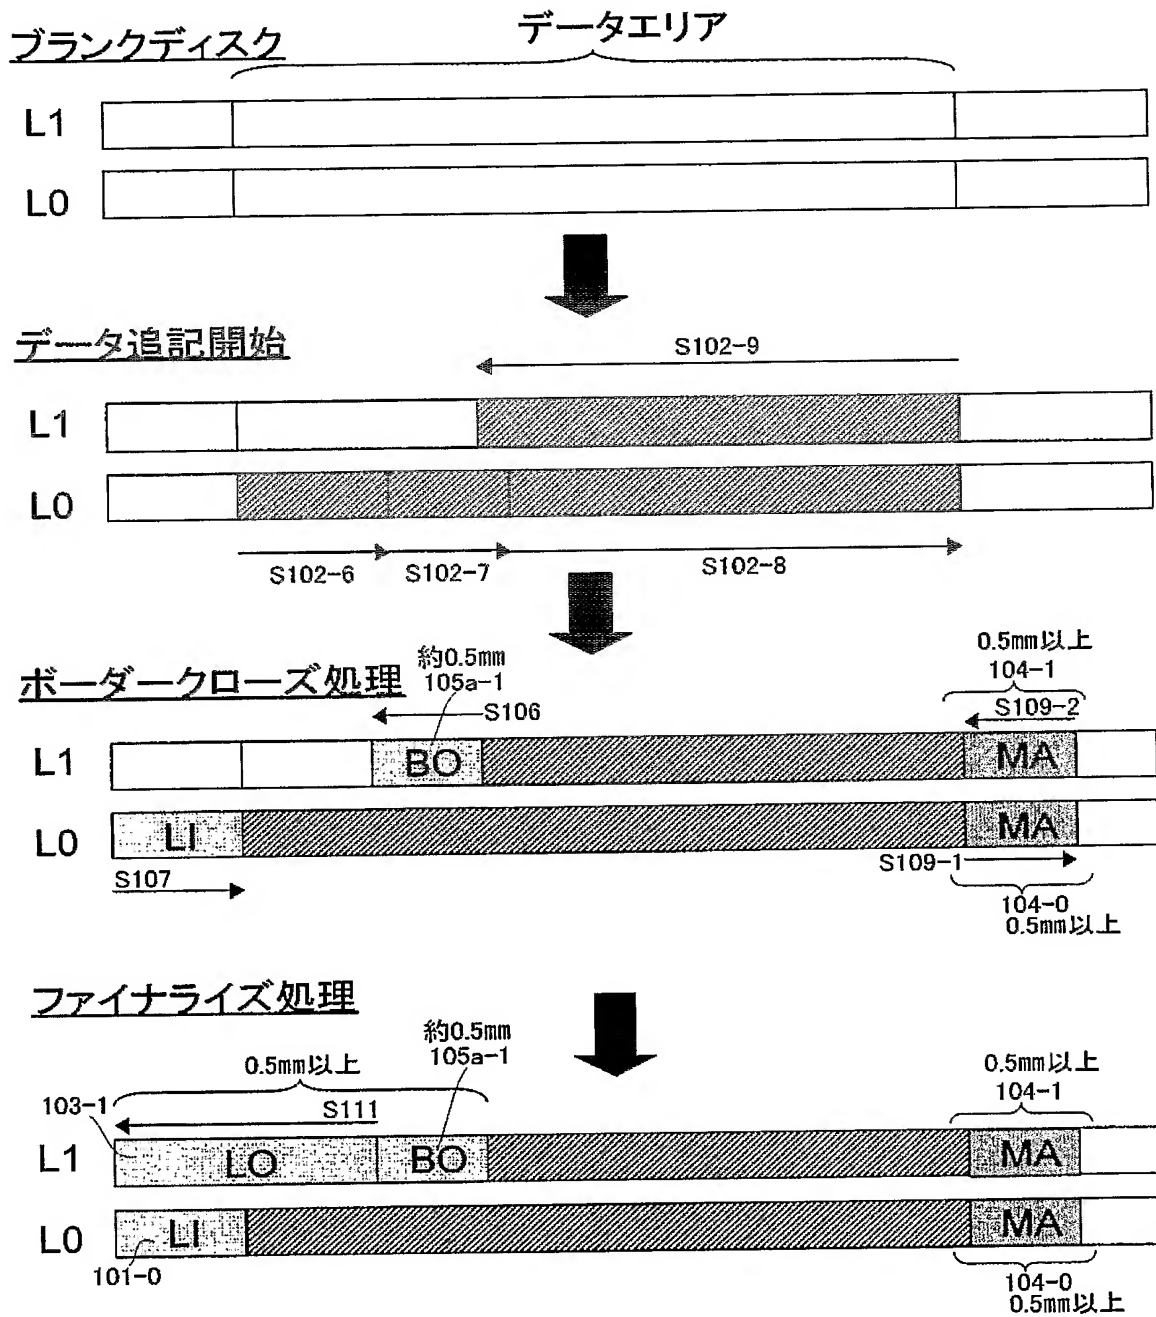 データエリア
ブランクディスク
L1
L0
データ追記開始
S102-9
L1
L0
S102-6
S102-7
S102-8
ボーダークローズ処理
約0.5㎜
105a-1
S106
0.5㎜以上
104-1
S109-2
L1
BO
MA
L0
LI
MA
S107
S109-1
104-0
0.5㎜以上
ファイナライズ処理
約0.5㎜
105a-1
0.5㎜以上
103-1
S111
0.5㎜以上
104-1
L1
LO
BO
MA
L0
LI
MA
101-0
104-0
0.5㎜以上